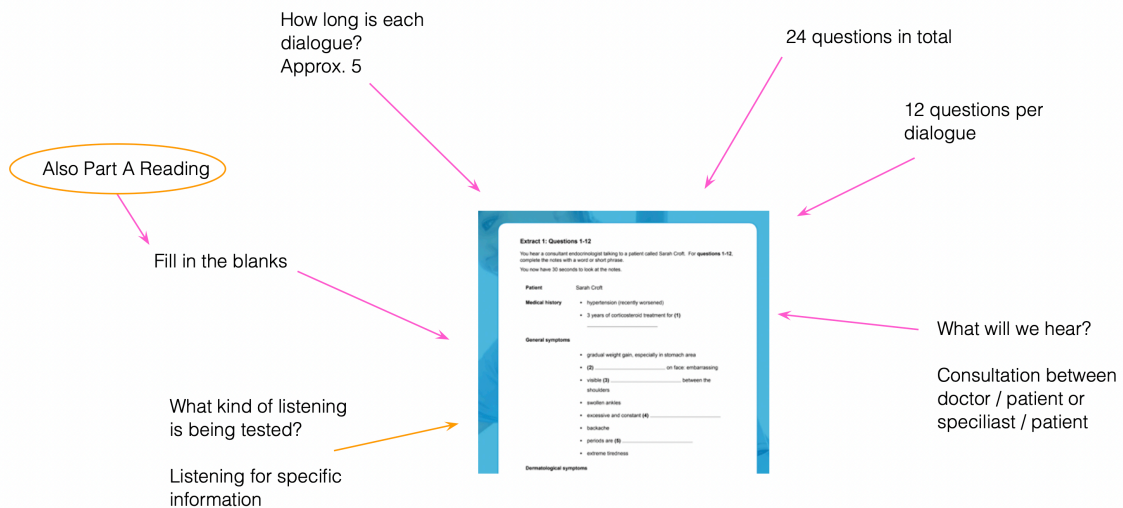 How long is each
dialogue?
Approx. 5
24 questions in total
12 questions per
dialogue
Also Part A Reading
Fill in the blanks
Extract 1: Questions 1-12
You hear a consultant endocrinologist talking to a patient called Sarah Croft. For questions 1-12,
complete the notes with a word or short phrase.
You now have 30 seconds to look at the notes.
Patient Sarah Croft
Medical history • hypertension (recently worsened)
• 3 years of corticosteroid treatment for (1)
____________________
General symptoms
• gradual weight gain, especially in stomach area
• (2) ____________________ on face: embarrassing
• visible (3) ____________________ between the
shoulders
• swollen ankles
• excessive and constant (4) ____________________
• backache
• periods are (5) ____________________
• extreme tiredness
Dermatological symptoms
What will we hear?
Consultation between
doctor / patient or
speciliast / patient
What kind of listening
is being tested?
Listening for specific
information